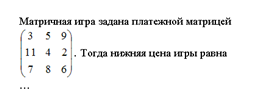 Матричная игра задана платежной матрицей
3 5 9
11 4 2
7 8 6
. Тогда нижняя цена игры равна
…